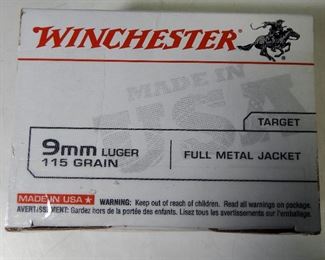 WINCHESTER
MADE IN
USA
TARGET
9mm LUGER
115 GRAIN
FULL METAL JACKET
MADE IN USA ★
WARNING: Keep out of reach of children. Read all warnings on package.
AVERTISSEMENT: Gardez hors de la portée des enfants. Lisez tous les avertissements sur l'emballage.